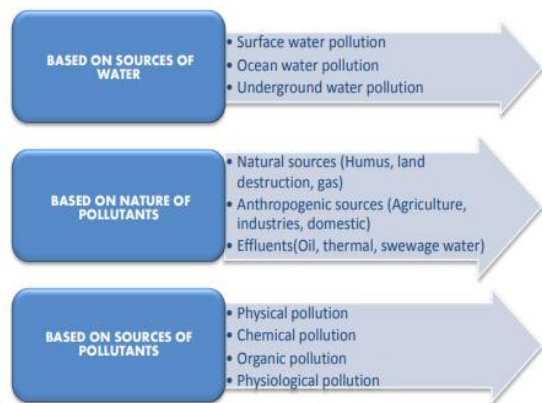 BASED ON SOURCES OF
WATER
• Surface water pollution
• Ocean water pollution
• Underground water pollution
BASED ON NATURE OF
POLLUTANTS
• Natural sources (Humus, land
destruction, gas)
• Anthropogenic sources (Agriculture,
industries, domestic)
• Effluents(Oil, thermal, swewage water)
BASED ON SOURCES OF
POLLUTANTS
• Physical pollution
• Chemical pollution
• Organic pollution
• Physiological pollution